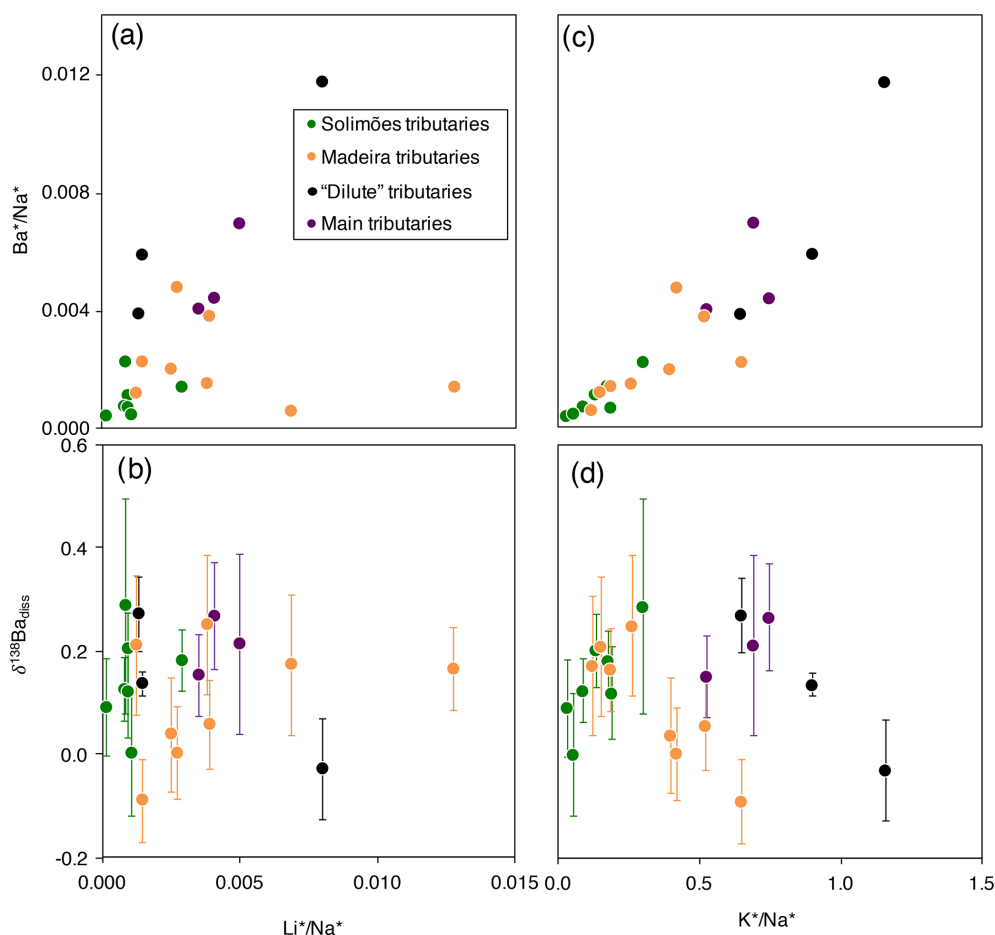 (a)
(c)
0.012
0.008
0.004
0.000
Ba*/Na*
Solimões tributaries
Madeira tributaries
“Dilute” tributaries
Main tributaries
(b)
(d)
0.6
0.4
0.2
0.0
-0.2
δ¹³⁸Ba_diss
0.000 0.005 0.010 0.015
0.0 0.5 1.0 1.5
Li*/Na*
K*/Na*